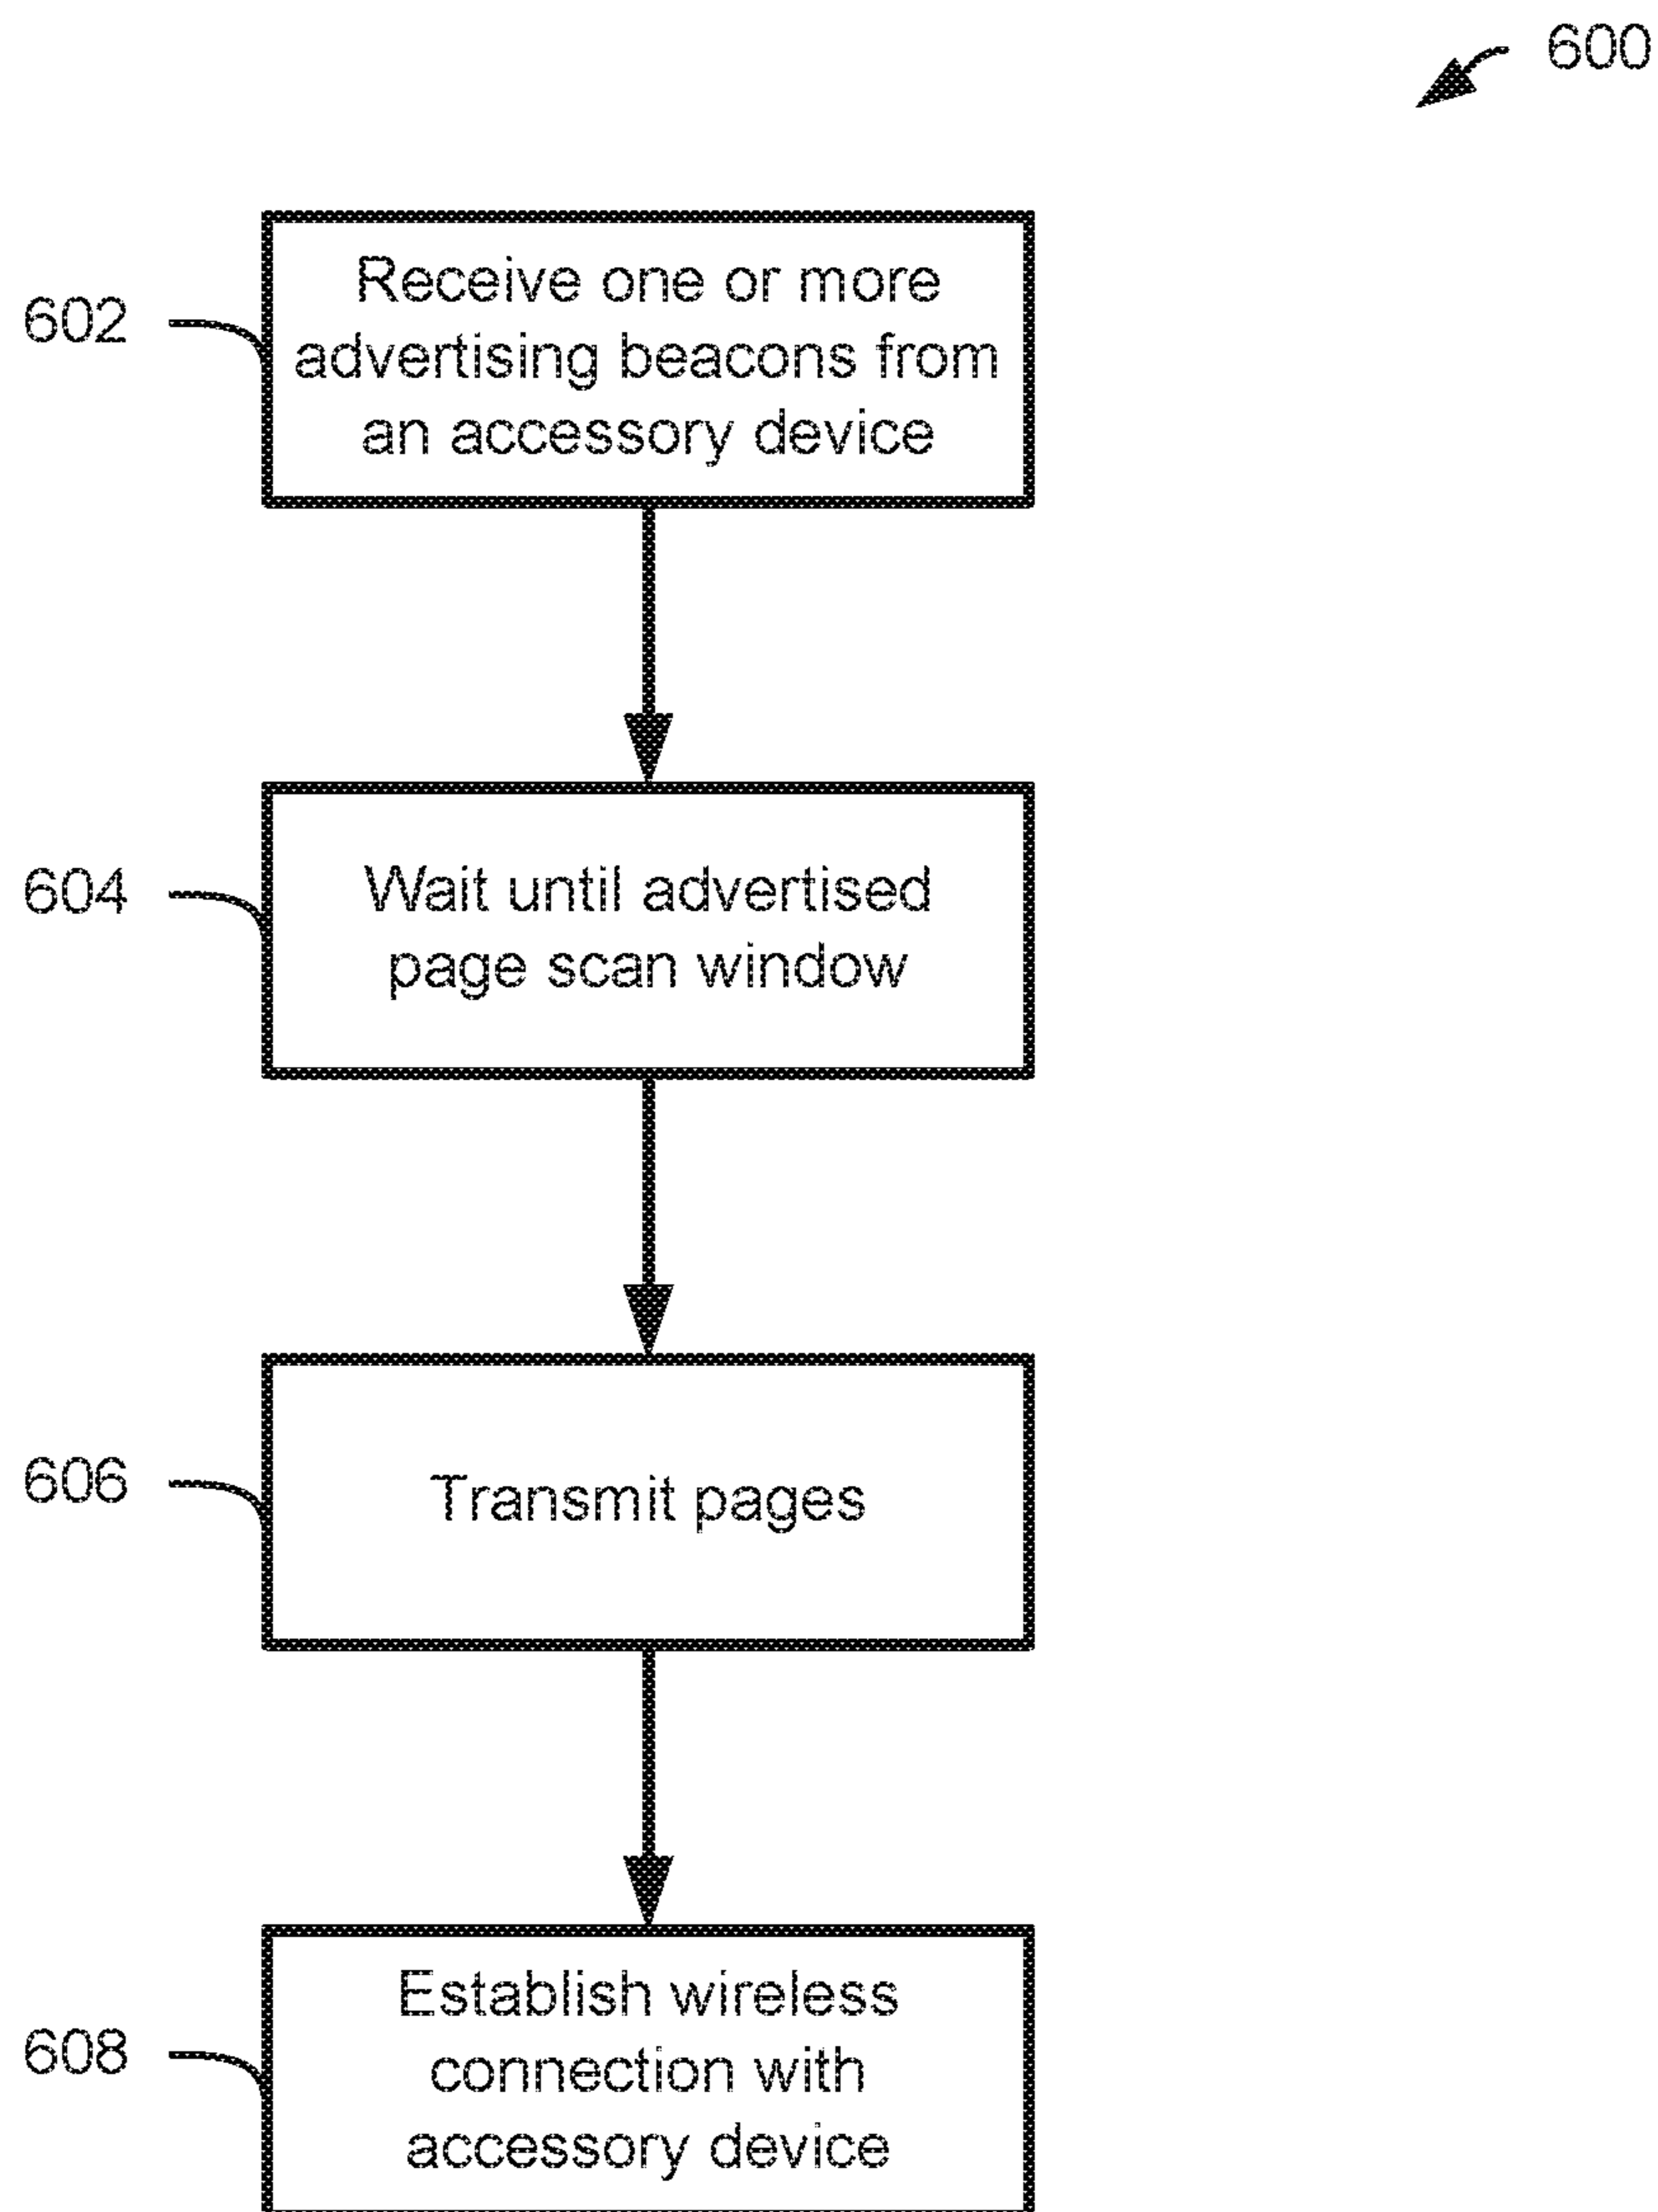 600
602
Receive one or more
advertising beacons from
an accessory device
604
Wait until advertised
page scan window
606
Transmit pages
608
Establish wireless
connection with
accessory device